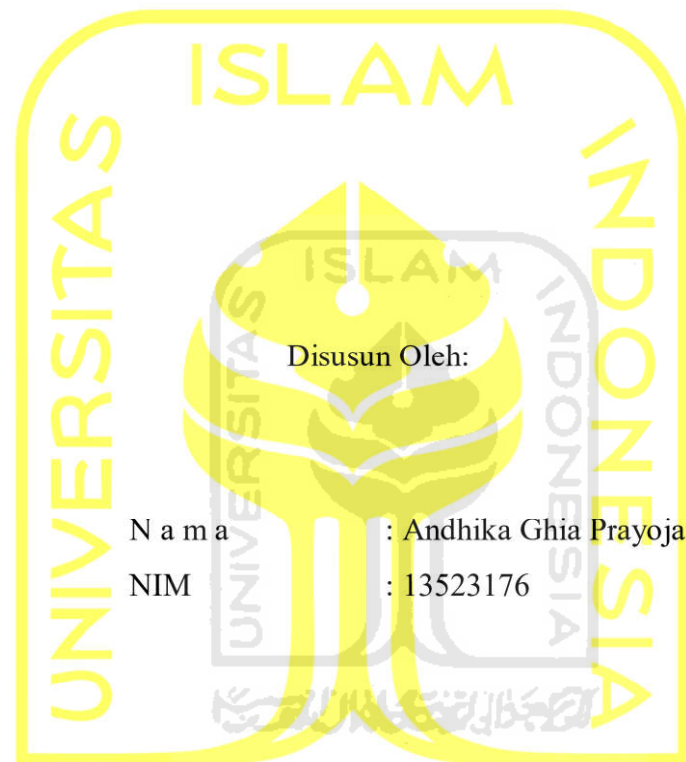 ISLAM
UNIVERSITAS
INDONESIA
ISLAM
UNIVERSITAS
INDONESIA
Disusun Oleh:
N a m a : Andhika Ghia Prayoja
NIM : 13523176